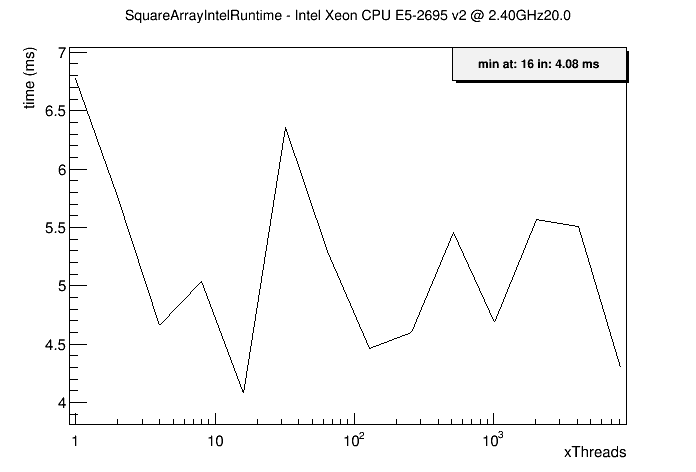 SquareArrayIntelRuntime - Intel Xeon CPU E5-2695 v2 @ 2.40GHz20.0
min at: 16 in: 4.08 ms
time (ms)
7
6.5
6
5.5
5
4.5
4
1 10 10² 10³
xThreads